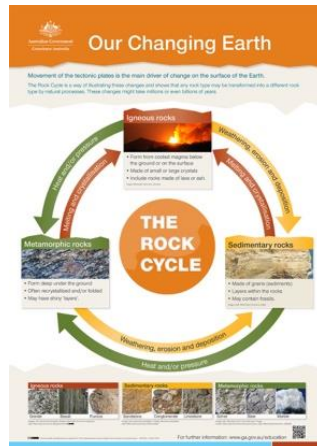 Australian Government
Geoscience Australia
Our Changing Earth
Movement of the tectonic plates is the main driver of change on the surface of the Earth.
The Rock Cycle is a way of illustrating these changes and shows that any rock type may be transformed into a different rock
type by natural processes. These changes might take millions or even billions of years.
Igneous rocks
• Form from cooled magma below
the ground or on the surface
• Made of small or large crystals
• Include rocks made of lava or ash.
Heat and/or pressure
Melting and crystallisation
Weathering, erosion and deposition
Melting and crystallisation
THE
ROCK
CYCLE
Metamorphic rocks
• Form deep under the ground
• Often recrystallised and/or folded
• May have shiny 'layers'.
Sedimentary rocks
• Made of grains (sediments)
• Layers within the rocks
• May contain fossils.
Weathering, erosion and deposition
Heat and/or pressure
Igneous rocks
Sedimentary rocks
Metamorphic rocks
Granite
Basalt
Pumice
Sandstone
Conglomerate
Limestone
Schist
Slate
Marble
For further information: www.ga.gov.au/education